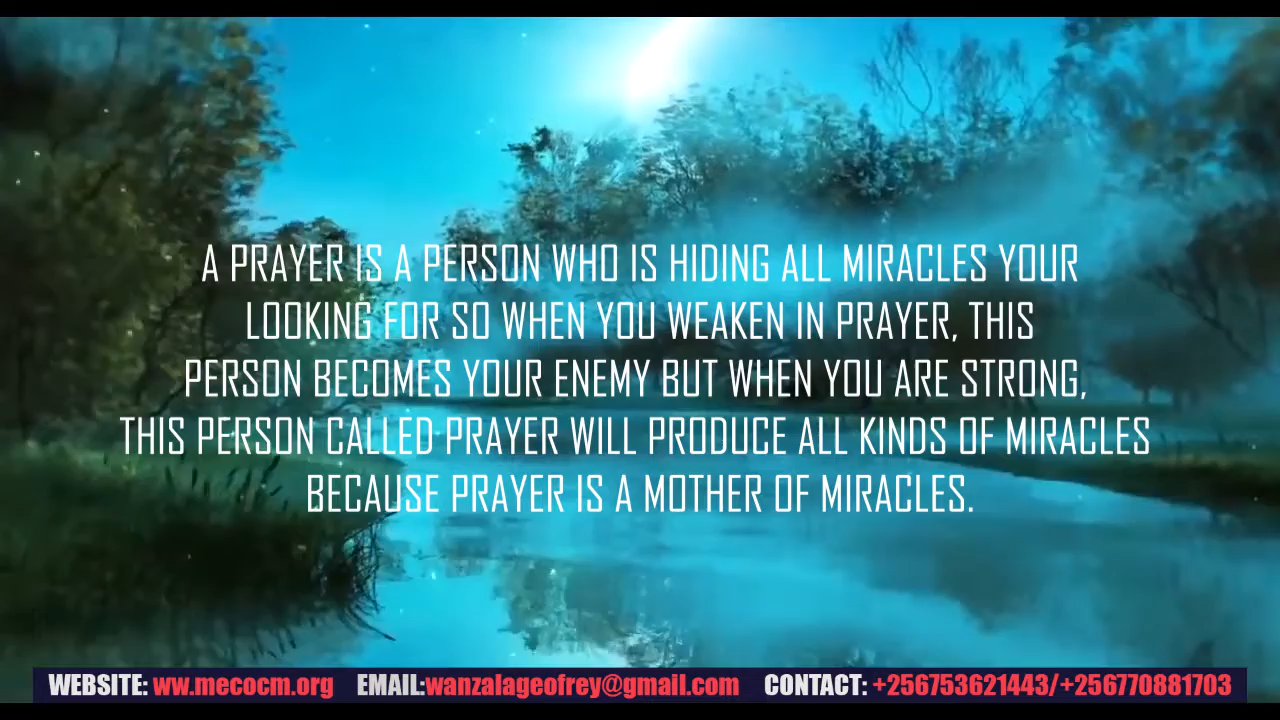 A PRAYER IS A PERSON WHO IS HIDING ALL MIRACLES YOUR
LOOKING FOR SO WHEN YOU WEAKEN IN PRAYER, THIS
PERSON BECOMES YOUR ENEMY BUT WHEN YOU ARE STRONG,
THIS PERSON CALLED PRAYER WILL PRODUCE ALL KINDS OF MIRACLES
BECAUSE PRAYER IS A MOTHER OF MIRACLES.
WEBSITE: ww.mecocm.org EMAIL:wanzalageofrey@gmail.com CONTACT: +256753621443/+256770881703